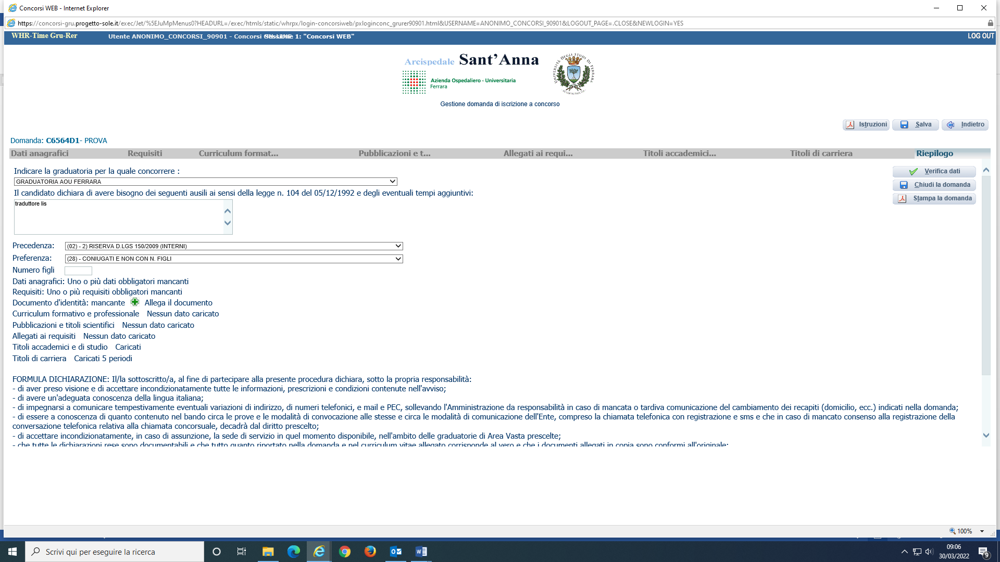 Concorsi WEB - Internet Explorer
https://concorsi-gru.progetto-sole.it/exec/Jet/%5EJuMpMenus0?HEADURL=/exec/htmls/static/whrpx/login-concorsiweb/pxloginconc_grurer90901.html&USERNAME=ANONIMO_CONCORSI_90901&LOGOUT_PAGE=.CLOSE&NEWLOGIN=YES
WHR-Time Gru-Rer
Utente ANONIMO_CONCORSI_90901 - Concorsi ON-LINE
Sessione 1: "Concorsi WEB"
LOG OUT
Arcispedale Sant'Anna
Azienda Ospedaliero - Universitaria
Ferrara
UNIVERSITÀ DEGLI STUDI DI FERRARA
Gestione domanda di iscrizione a concorso
Istruzioni
Salva
Indietro
Domanda: C6564D1- PROVA
Dati anagrafici
Requisiti
Curriculum format...
Pubblicazioni e t...
Allegati ai requi...
Titoli accademici...
Titoli di carriera
Riepilogo
Indicare la graduatoria per la quale concorrere :
GRADUATORIA AOU FERRARA
Il candidato dichiara di avere bisogno dei seguenti ausili ai sensi della legge n. 104 del 05/12/1992 e degli eventuali tempi aggiuntivi:
traduttore lis
Verifica dati
Chiudi la domanda
Stampa la domanda
Precedenza: (02) - 2) RISERVA D.LGS 150/2009 (INTERNI)
Preferenza: (28) - CONIUGATI E NON CON N. FIGLI
Numero figli
Dati anagrafici: Uno o più dati obbligatori mancanti
Requisiti: Uno o più requisiti obbligatori mancanti
Documento d'identità: mancante Allega il documento
Curriculum formativo e professionale Nessun dato caricato
Pubblicazioni e titoli scientifici Nessun dato caricato
Allegati ai requisiti Nessun dato caricato
Titoli accademici e di studio Caricati
Titoli di carriera Caricati 5 periodi
FORMULA DICHIARAZIONE: Il/la sottoscritto/a, al fine di partecipare alla presente procedura dichiara, sotto la propria responsabilità:
- di aver preso visione e di accettare incondizionatamente tutte le informazioni, prescrizioni e condizioni contenute nell'avviso;
- di avere un'adeguata conoscenza della lingua italiana;
- di impegnarsi a comunicare tempestivamente eventuali variazioni di indirizzo, di numeri telefonici, e mail e PEC, sollevando l'Amministrazione da responsabilità in caso di mancata o tardiva comunicazione del cambiamento dei recapiti (domicilio, ecc.) indicati nella domanda;
- di essere a conoscenza di quanto contenuto nel bando circa le prove e le modalità di convocazione alle stesse e circa le modalità di comunicazione dell'Ente, compreso la chiamata telefonica con registrazione e sms e che in caso di mancato consenso alla registrazione della
conversazione telefonica relativa alla chiamata concorsuale, decadrà dal diritto prescelto;
- di accettare incondizionatamente, in caso di assunzione, la sede di servizio in quel momento disponibile, nell'ambito delle graduatorie di Area Vasta prescelte;
- che tutte le dichiarazioni rese sono documentabili e che tutto quanto riportato nella domanda e nel curriculum vitae allegato corrisponde al vero e che i documenti allegati in copia sono conformi all'originale;
100%
Scrivi qui per eseguire la ricerca
09:06
30/03/2022
9